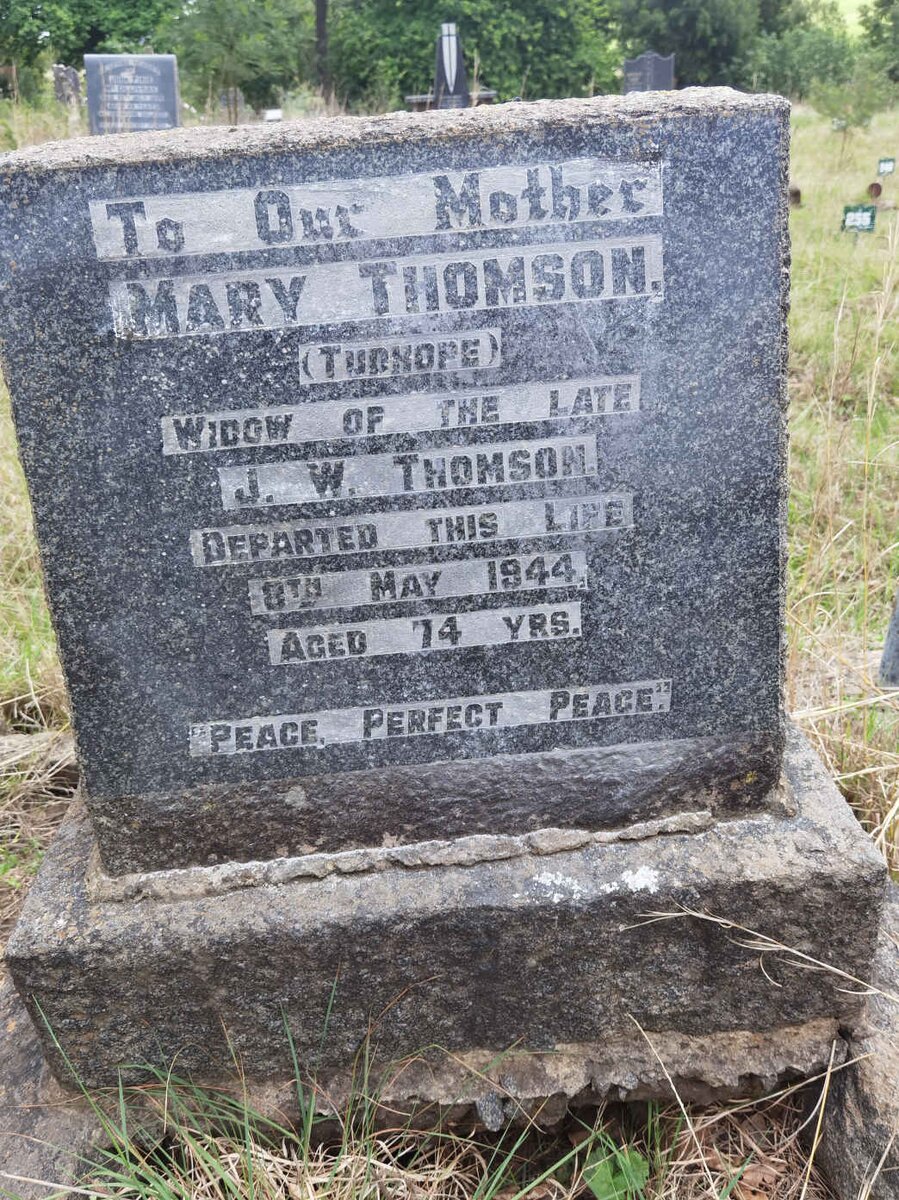 To Our Mother
MARY THOMSON.
(TUDHOPE)
WIDOW OF THE LATE
J. W. THOMSON.
DEPARTED THIS LIFE
8TH MAY 1944.
AGED 74 YRS.
"PEACE, PERFECT PEACE."